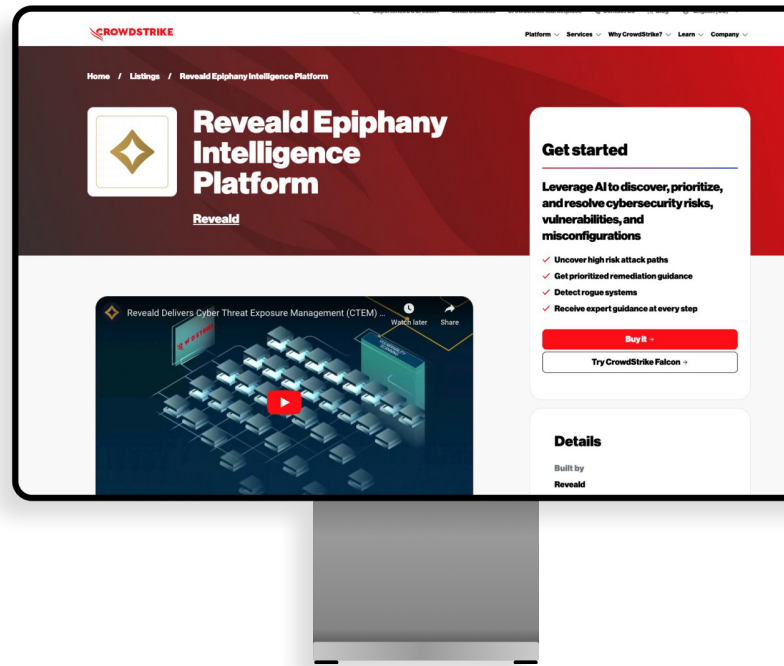 CROWDSTRIKE
Platform Services Why CrowdStrike? Learn Company
Home / Listings / Reveald Epiphany Intelligence Platform
Reveald Epiphany
Intelligence
Platform
Reveald
Get started
Leverage AI to discover, prioritize,
and resolve cybersecurity risks,
vulnerabilities, and
misconfigurations
Uncover high risk attack paths
Get prioritized remediation guidance
Detect rogue systems
Receive expert guidance at every step
Buy It →
Try CrowdStrike Falcon →
Reveald Delivers Cyber Threat Exposure Management (CTEM) ...
Watch later
Share
VULNERABILITY
Details
Built by
Reveald